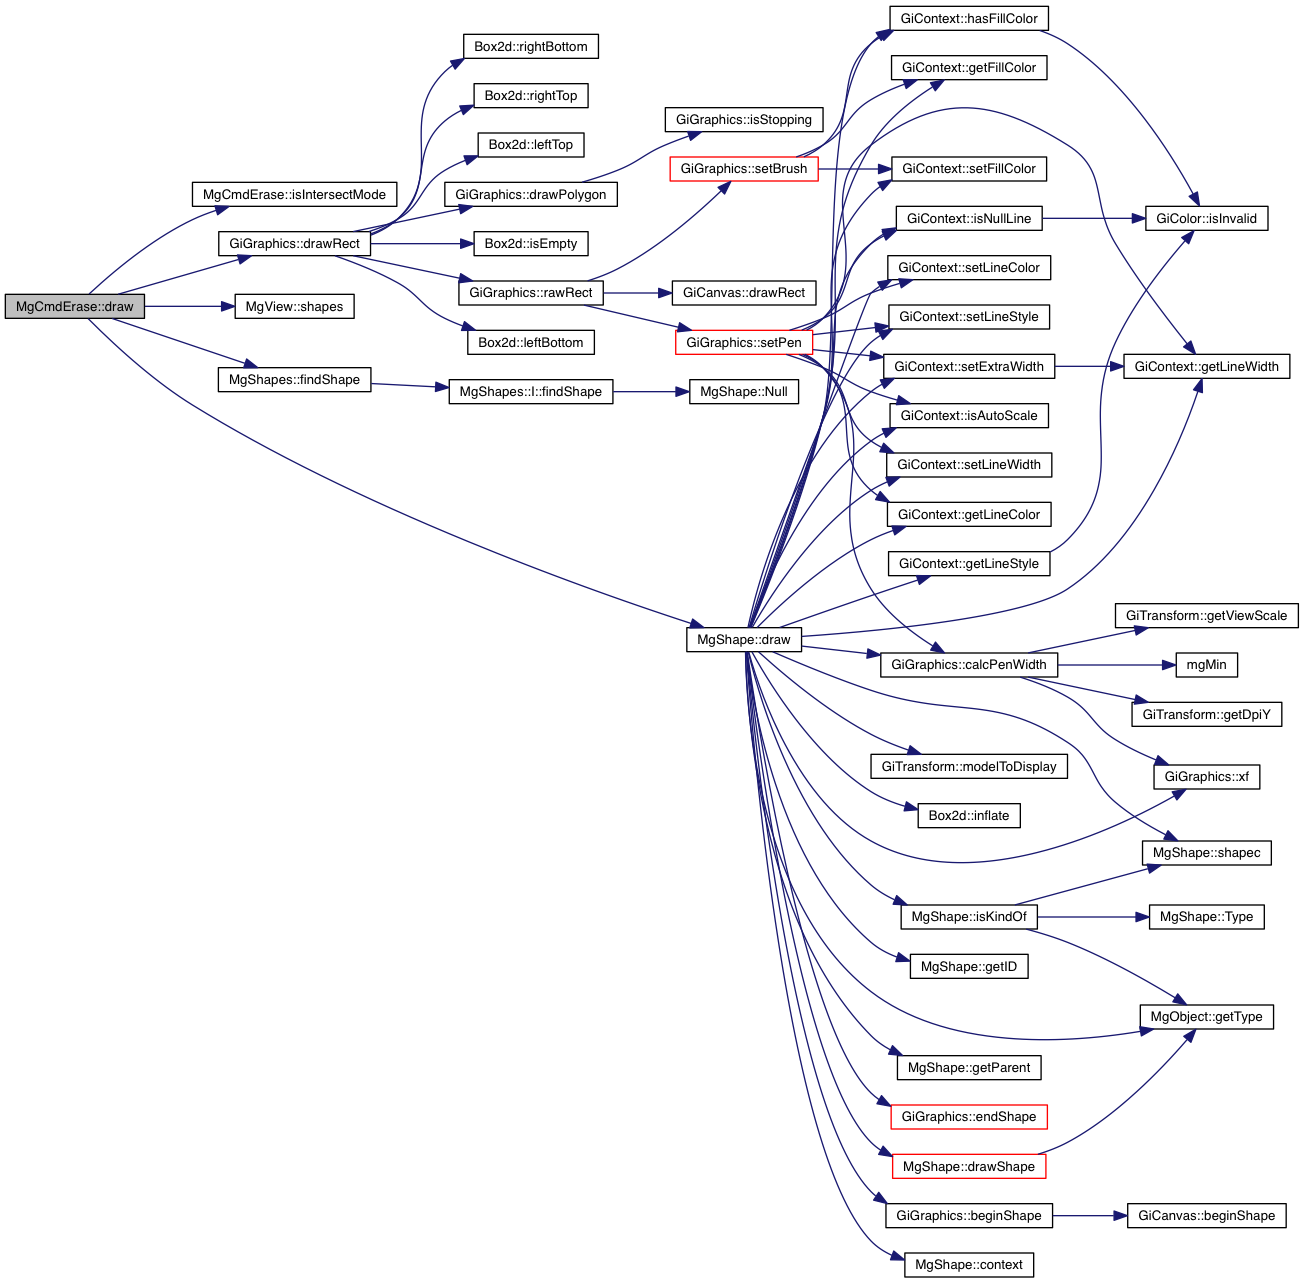 MgCmdErase::draw
MgCmdErase::isIntersectMode
GiGraphics::drawRect
MgView::shapes
MgShapes::findShape
Box2d::rightBottom
Box2d::rightTop
Box2d::leftTop
GiGraphics::drawPolygon
Box2d::isEmpty
GiGraphics::rawRect
Box2d::leftBottom
MgShapes::I::findShape
GiGraphics::isStopping
GiGraphics::setBrush
GiCanvas::drawRect
GiGraphics::setPen
MgShape::Null
MgShape::draw
GiContext::hasFillColor
GiContext::getFillColor
GiContext::setFillColor
GiContext::isNullLine
GiContext::setLineColor
GiContext::setLineStyle
GiContext::setExtraWidth
GiContext::isAutoScale
GiContext::setLineWidth
GiContext::getLineColor
GiContext::getLineStyle
GiGraphics::calcPenWidth
GiTransform::modelToDisplay
Box2d::inflate
MgShape::isKindOf
MgShape::getID
MgShape::getParent
GiGraphics::endShape
MgShape::drawShape
GiGraphics::beginShape
MgShape::context
GiColor::isInvalid
GiContext::getLineWidth
GiTransform::getViewScale
mgMin
GiTransform::getDpiY
GiGraphics::xf
MgShape::shapec
MgShape::Type
MgObject::getType
GiCanvas::beginShape